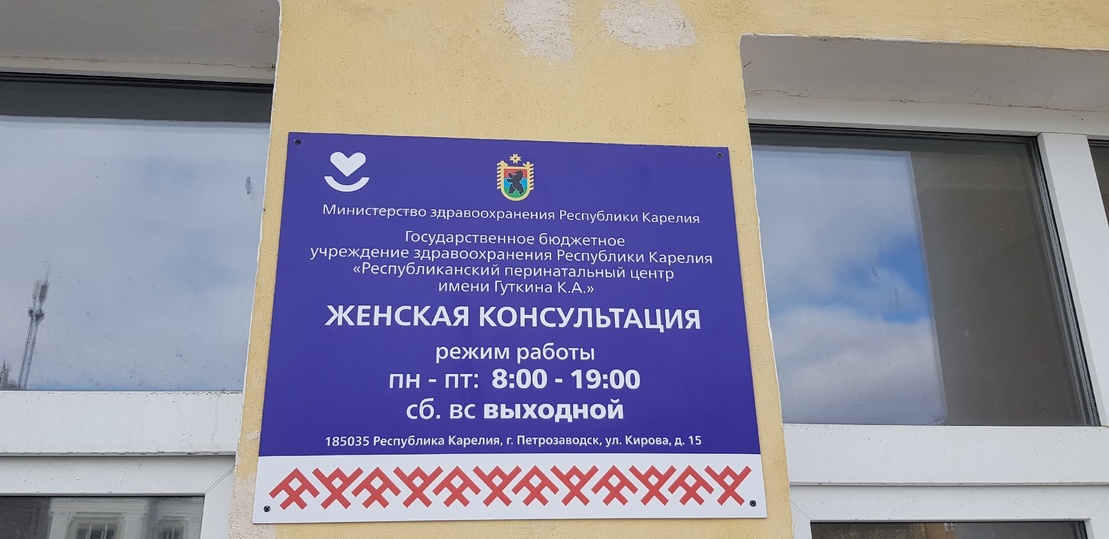 Министерство здравоохранения Республики Карелия
Государственное бюджетное
учреждение здравоохранения Республики Карелия
«Республиканский перинатальный центр
имени Гуткина К.А.»
ЖЕНСКАЯ КОНСУЛЬТАЦИЯ
режим работы
пн - пт: 8:00 - 19:00
сб. вс выходной
185035 Республика Карелия, г. Петрозаводск, ул. Кирова, д. 15